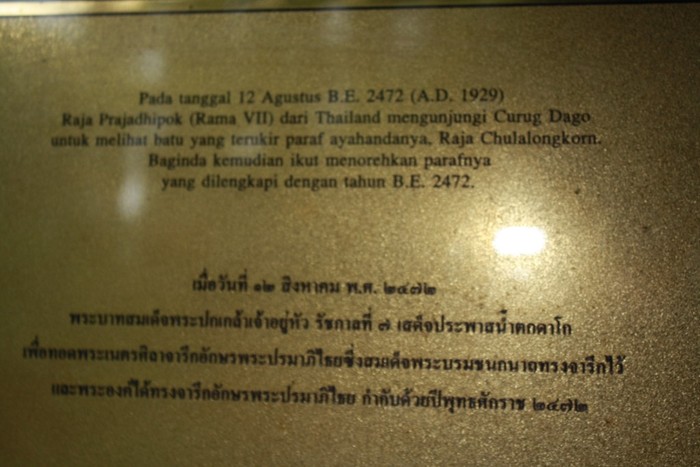 Pada tanggal 12 Agustus B.E. 2472 (A.D. 1929)
Raja Prajadhipok (Rama VII) dari Thailand mengunjungi Curug Dago
untuk melihat batu yang terukir paraf ayahandanya, Raja Chulalongkorn.
Baginda kemudian ikut menorehkan parafnya
yang dilengkapi dengan tahun B.E. 2472.
เมื่อวันที่ ๑๒ สิงหาคม พ.ศ. ๒๔๗๒
พระบาทสมเด็จพระปกเกล้าเจ้าอยู่หัว รัชกาลที่ ๗ เสด็จประพาสน้ำตกดาโก
เพื่อทอดพระเนตรศิลาจารึกอักษรพระปรมาภิไธยซึ่งสมเด็จพระบรมชนกนาถทรงจารึกไว้
และพระองค์ได้ทรงจารึกอักษรพระปรมาภิไธย กำกับด้วยปีพุทธศักราช ๒๔๗๒